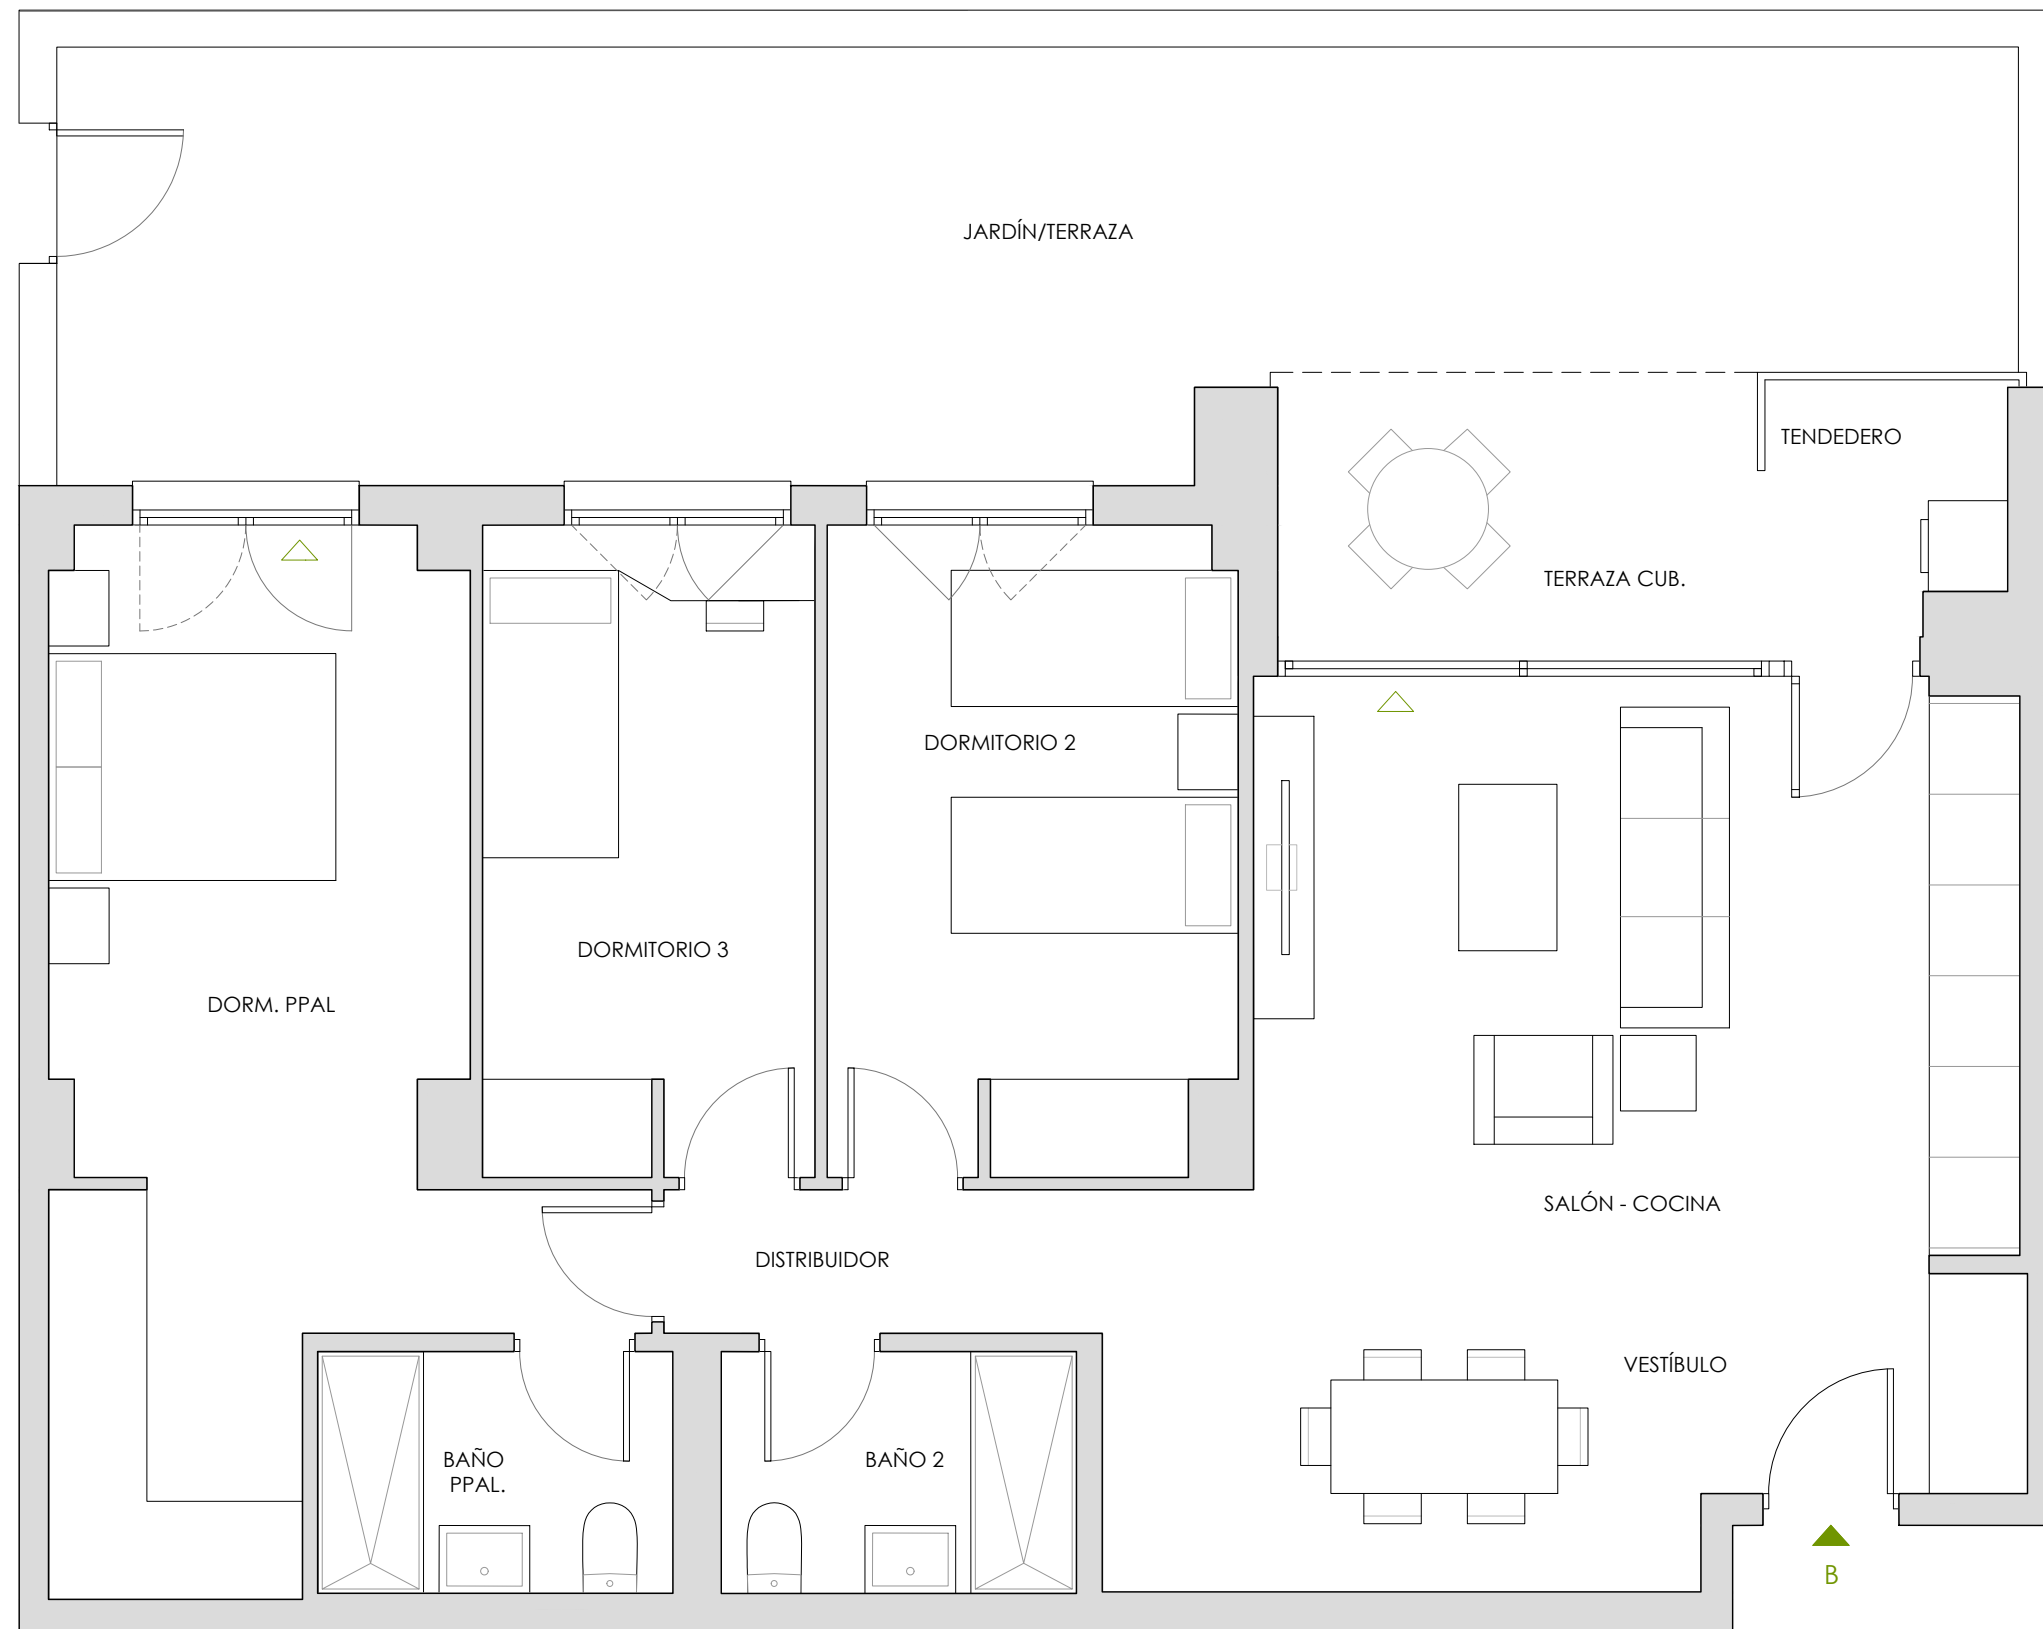 JARDÍN/TERRAZA
TENDEDERO
TERRAZA CUB.
DORMITORIO 2
DORMITORIO 3
DORM. PPAL
SALÓN - COCINA
DISTRIBUIDOR
VESTÍBULO
BAÑO
PPAL.
BAÑO 2
B